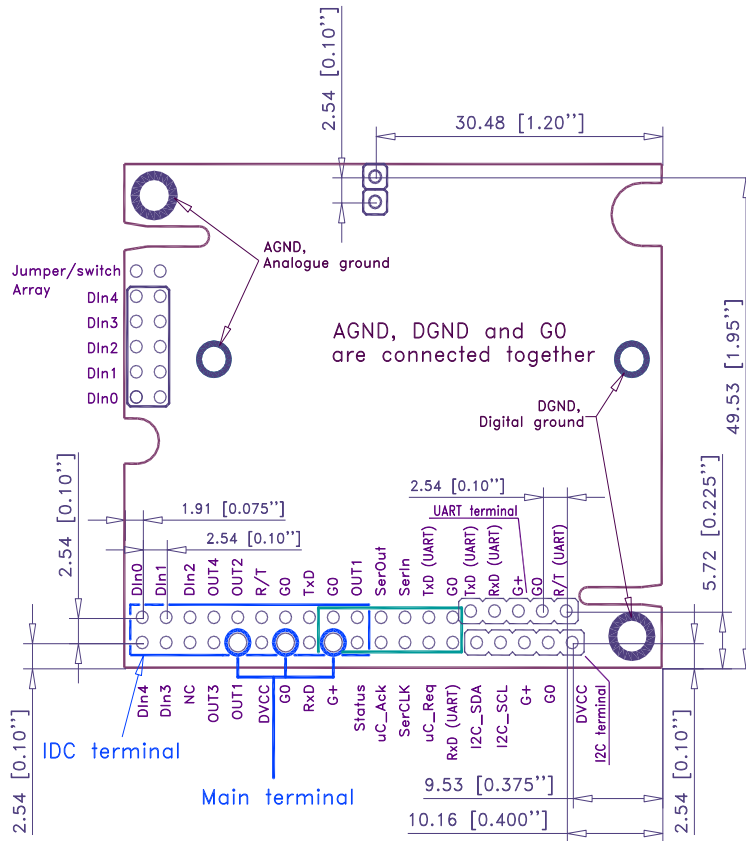 2.54 [0.10'']
30.48 [1.20'']
AGND,
Analogue ground
Jumper/switch
Array
DIn4
DIn3
DIn2
DIn1
DIn0
AGND, DGND and G0
are connected together
DGND,
Digital ground
49.53 [1.95'']
2.54 [0.10'']
1.91 [0.075'']
2.54 [0.10'']
2.54 [0.10'']
UART terminal
5.72 [0.225'']
DIn0
DIn1
DIn2
OUT4
OUT2
R/T
G0
TxD
G0
OUT1
SerOut
SerIn
TxD (UART)
G0
TxD (UART)
RxD (UART)
G+
G0
R/T (UART)
DIn4
DIn3
NC
OUT3
OUT1
DVCC
G0
RxD
G+
Status
uC_Ack
SerCLK
uC_Req
RxD (UART)
I2C_SDA
I2C_SCL
G+
G0
DVCC
I2C terminal
IDC terminal
Main terminal
2.54 [0.10'']
9.53 [0.375'']
10.16 [0.400'']
2.54 [0.10'']